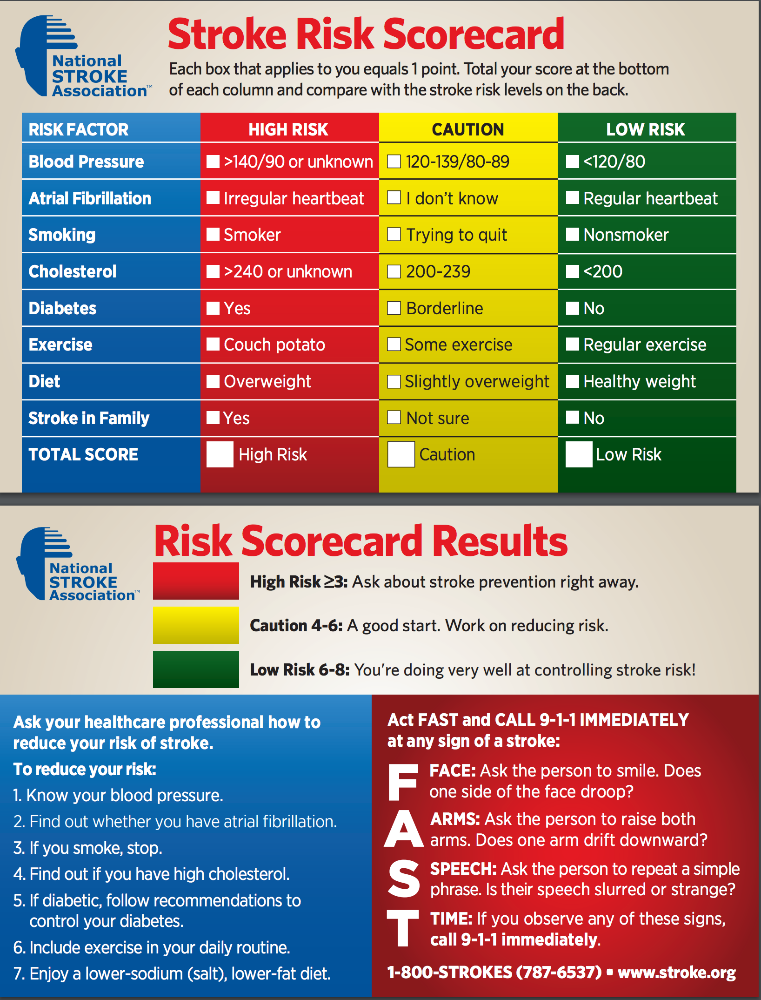 National
STROKE
Association™
Stroke Risk Scorecard
Each box that applies to you equals 1 point. Total your score at the bottom
of each column and compare with the stroke risk levels on the back.
RISK FACTOR HIGH RISK CAUTION LOW RISK
Blood Pressure >140/90 or unknown 120-139/80-89 <120/80
Atrial Fibrillation Irregular heartbeat I don't know Regular heartbeat
Smoking Smoker Trying to quit Nonsmoker
Cholesterol >240 or unknown 200-239 <200
Diabetes Yes Borderline No
Exercise Couch potato Some exercise Regular exercise
Diet Overweight Slightly overweight Healthy weight
Stroke in Family Yes Not sure No
TOTAL SCORE High Risk Caution Low Risk
National
STROKE
Association™
Risk Scorecard Results
High Risk ≥3: Ask about stroke prevention right away.
Caution 4-6: A good start. Work on reducing risk.
Low Risk 6-8: You're doing very well at controlling stroke risk!
Ask your healthcare professional how to
reduce your risk of stroke.
To reduce your risk:
1. Know your blood pressure.
2. Find out whether you have atrial fibrillation.
3. If you smoke, stop.
4. Find out if you have high cholesterol.
5. If diabetic, follow recommendations to
control your diabetes.
6. Include exercise in your daily routine.
7. Enjoy a lower-sodium (salt), lower-fat diet.
Act FAST and CALL 9-1-1 IMMEDIATELY
at any sign of a stroke:
F FACE: Ask the person to smile. Does
one side of the face droop?
A ARMS: Ask the person to raise both
arms. Does one arm drift downward?
S SPEECH: Ask the person to repeat a simple
phrase. Is their speech slurred or strange?
T TIME: If you observe any of these signs,
call 9-1-1 immediately.
1-800-STROKES (787-6537) • www.stroke.org